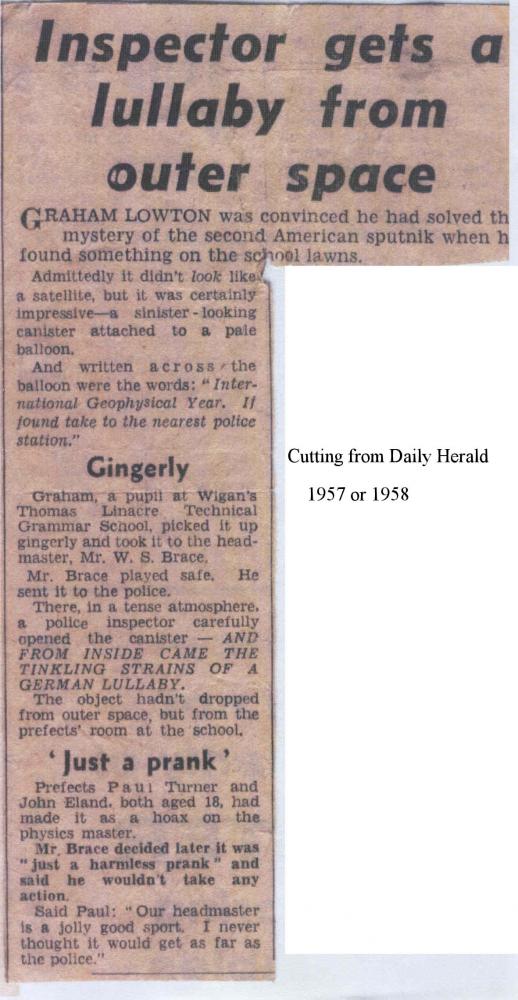 Inspector gets a
lullaby from
outer space
GRAHAM LOWTON was convinced he had solved th
mystery of the second American sputnik when h
found something on the school lawns.
Admittedly it didn't look like
a satellite, but it was certainly
impressive—a sinister-looking
canister attached to a pale
balloon.
And written across the
balloon were the words: "Inter-
national Geophysical Year. If
found take to the nearest police
station."
Gingerly
Graham, a pupil at Wigan's
Thomas Linacre Technical
Grammar School, picked it up
gingerly and took it to the head-
master, Mr. W. S. Brace.
Mr. Brace played safe. He
sent it to the police.
There, in a tense atmosphere,
a police inspector carefully
opened the canister — AND
FROM INSIDE CAME THE
TINKLING STRAINS OF A
GERMAN LULLABY.
The object hadn't dropped
from outer space, but from the
prefects' room at the school.
'Just a prank'
Prefects Paul Turner and
John Eland, both aged 18, had
made it as a hoax on the
physics master.
Mr. Brace decided later it was
"just a harmless prank" and
said he wouldn't take any
action.
Said Paul: "Our headmaster
is a jolly good sport. I never
thought it would get as far as
the police."
Cutting from Daily Herald
1957 or 1958